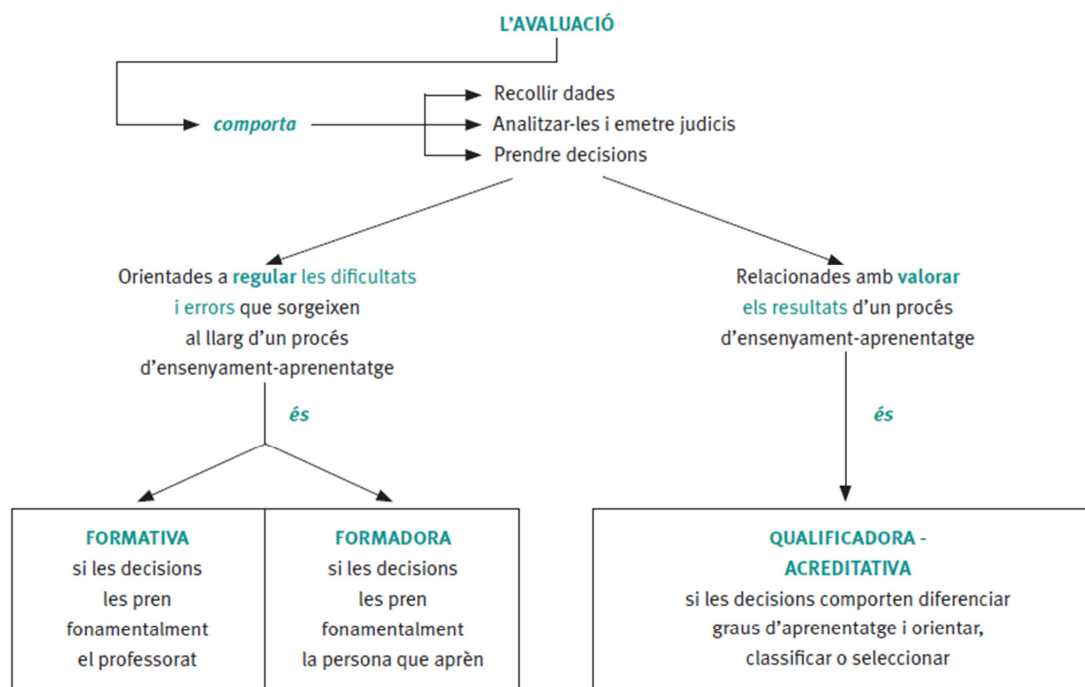 L'AVALUACIÓ
comporta
Recollir dades
Analitzar-les i emetre judicis
Prendre decisions
Orientades a regular les dificultats
i errors que sorgeixen
al llarg d'un procés
d'ensenyament-aprenentatge
Relacionades amb valorar
els resultats d'un procés
d'ensenyament-aprenentatge
és
és
FORMATIVA
si les decisions
les pren
fonamentalment
el professorat
FORMADORA
si les decisions
les pren
fonamentalment
la persona que aprèn
QUALIFICADORA -
ACREDITATIVA
si les decisions comporten diferenciar
graus d'aprenentatge i orientar,
classificar o seleccionar